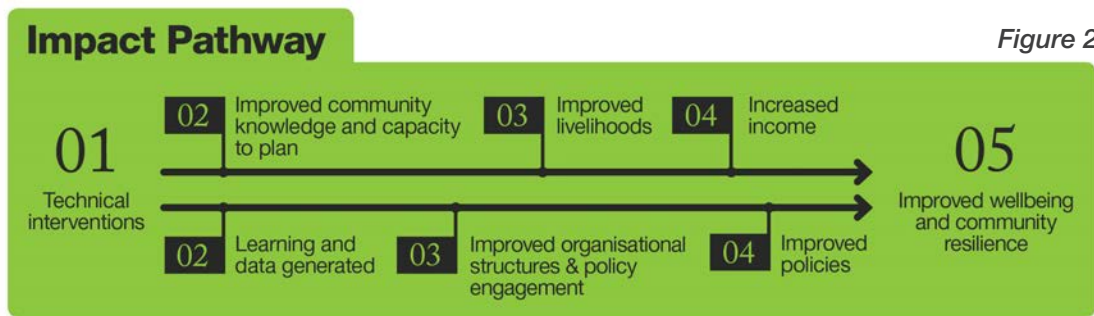 Impact Pathway
Figure 2
01
Technical
interventions
02
Improved community
knowledge and capacity
to plan
03
Improved
livelihoods
04
Increased
income
02
Learning and
data generated
03
Improved organisational
structures & policy
engagement
04
Improved
policies
05
Improved wellbeing
and community
resilience